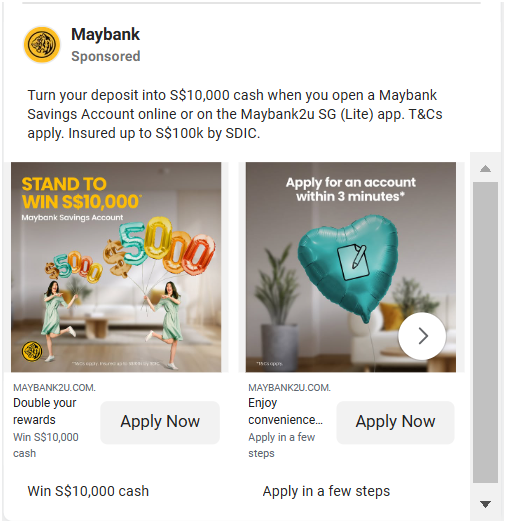 Maybank
Sponsored
Turn your deposit into S$10,000 cash when you open a Maybank
Savings Account online or on the Maybank2u SG (Lite) app. T&Cs
apply. Insured up to S$100k by SDIC.
STAND TO
WIN S$10,000*
Maybank Savings Account
$5000
$5000
*T&Cs apply. Insured up to S$100k by SDIC.
Apply for an account
within 3 minutes*
*T&Cs apply.
MAYBANK2U.COM.
Double your
rewards
Win S$10,000
cash
Apply Now
MAYBANK2U.COM.
Enjoy
convenience...
Apply in a few
steps
Apply Now
Win S$10,000 cash
Apply in a few steps